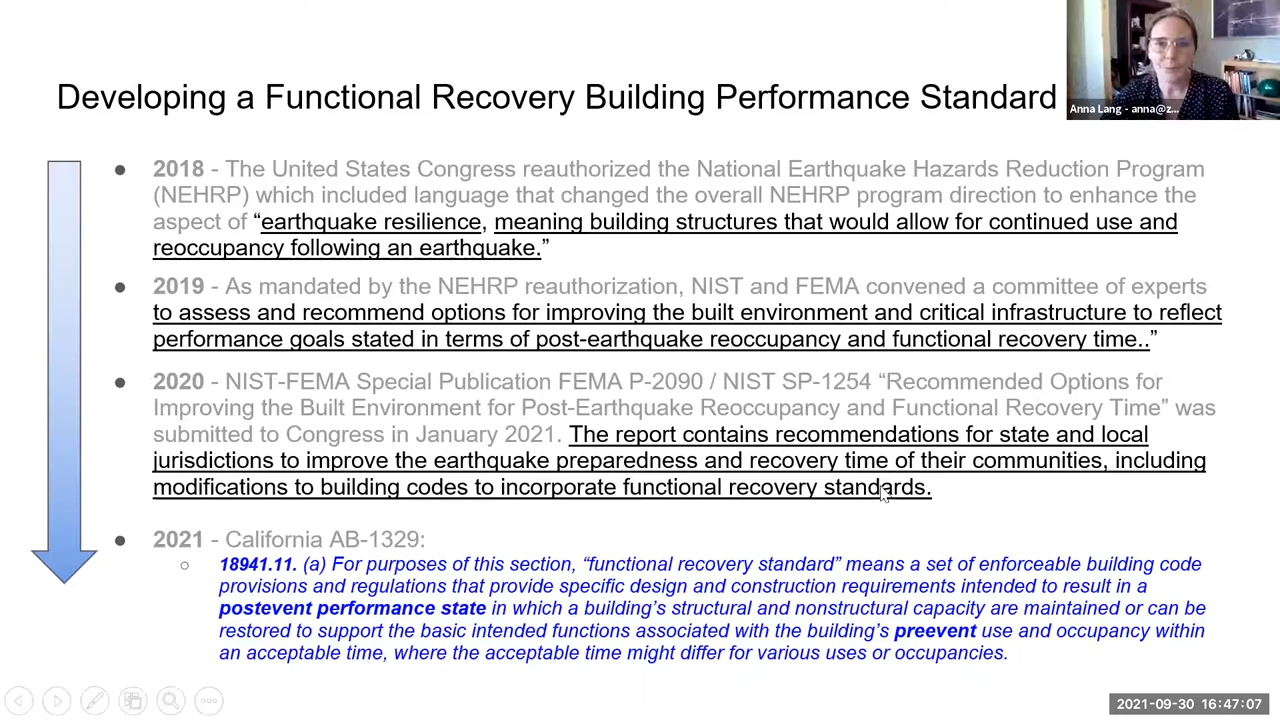 Developing a Functional Recovery Building Performance Standard
Anna Lang - anna@z...
● 2018 - The United States Congress reauthorized the National Earthquake Hazards Reduction Program
(NEHRP) which included language that changed the overall NEHRP program direction to enhance the
aspect of “earthquake resilience, meaning building structures that would allow for continued use and
reoccupancy following an earthquake.”
● 2019 - As mandated by the NEHRP reauthorization, NIST and FEMA convened a committee of experts
to assess and recommend options for improving the built environment and critical infrastructure to reflect
performance goals stated in terms of post-earthquake reoccupancy and functional recovery time..”
● 2020 - NIST-FEMA Special Publication FEMA P-2090 / NIST SP-1254 “Recommended Options for
Improving the Built Environment for Post-Earthquake Reoccupancy and Functional Recovery Time” was
submitted to Congress in January 2021. The report contains recommendations for state and local
jurisdictions to improve the earthquake preparedness and recovery time of their communities, including
modifications to building codes to incorporate functional recovery standards.
● 2021 - California AB-1329:
○ 18941.11. (a) For purposes of this section, “functional recovery standard” means a set of enforceable building code
provisions and regulations that provide specific design and construction requirements intended to result in a
postevent performance state in which a building’s structural and nonstructural capacity are maintained or can be
restored to support the basic intended functions associated with the building’s preevent use and occupancy within
an acceptable time, where the acceptable time might differ for various uses or occupancies.
2021-09-30 16:47:07